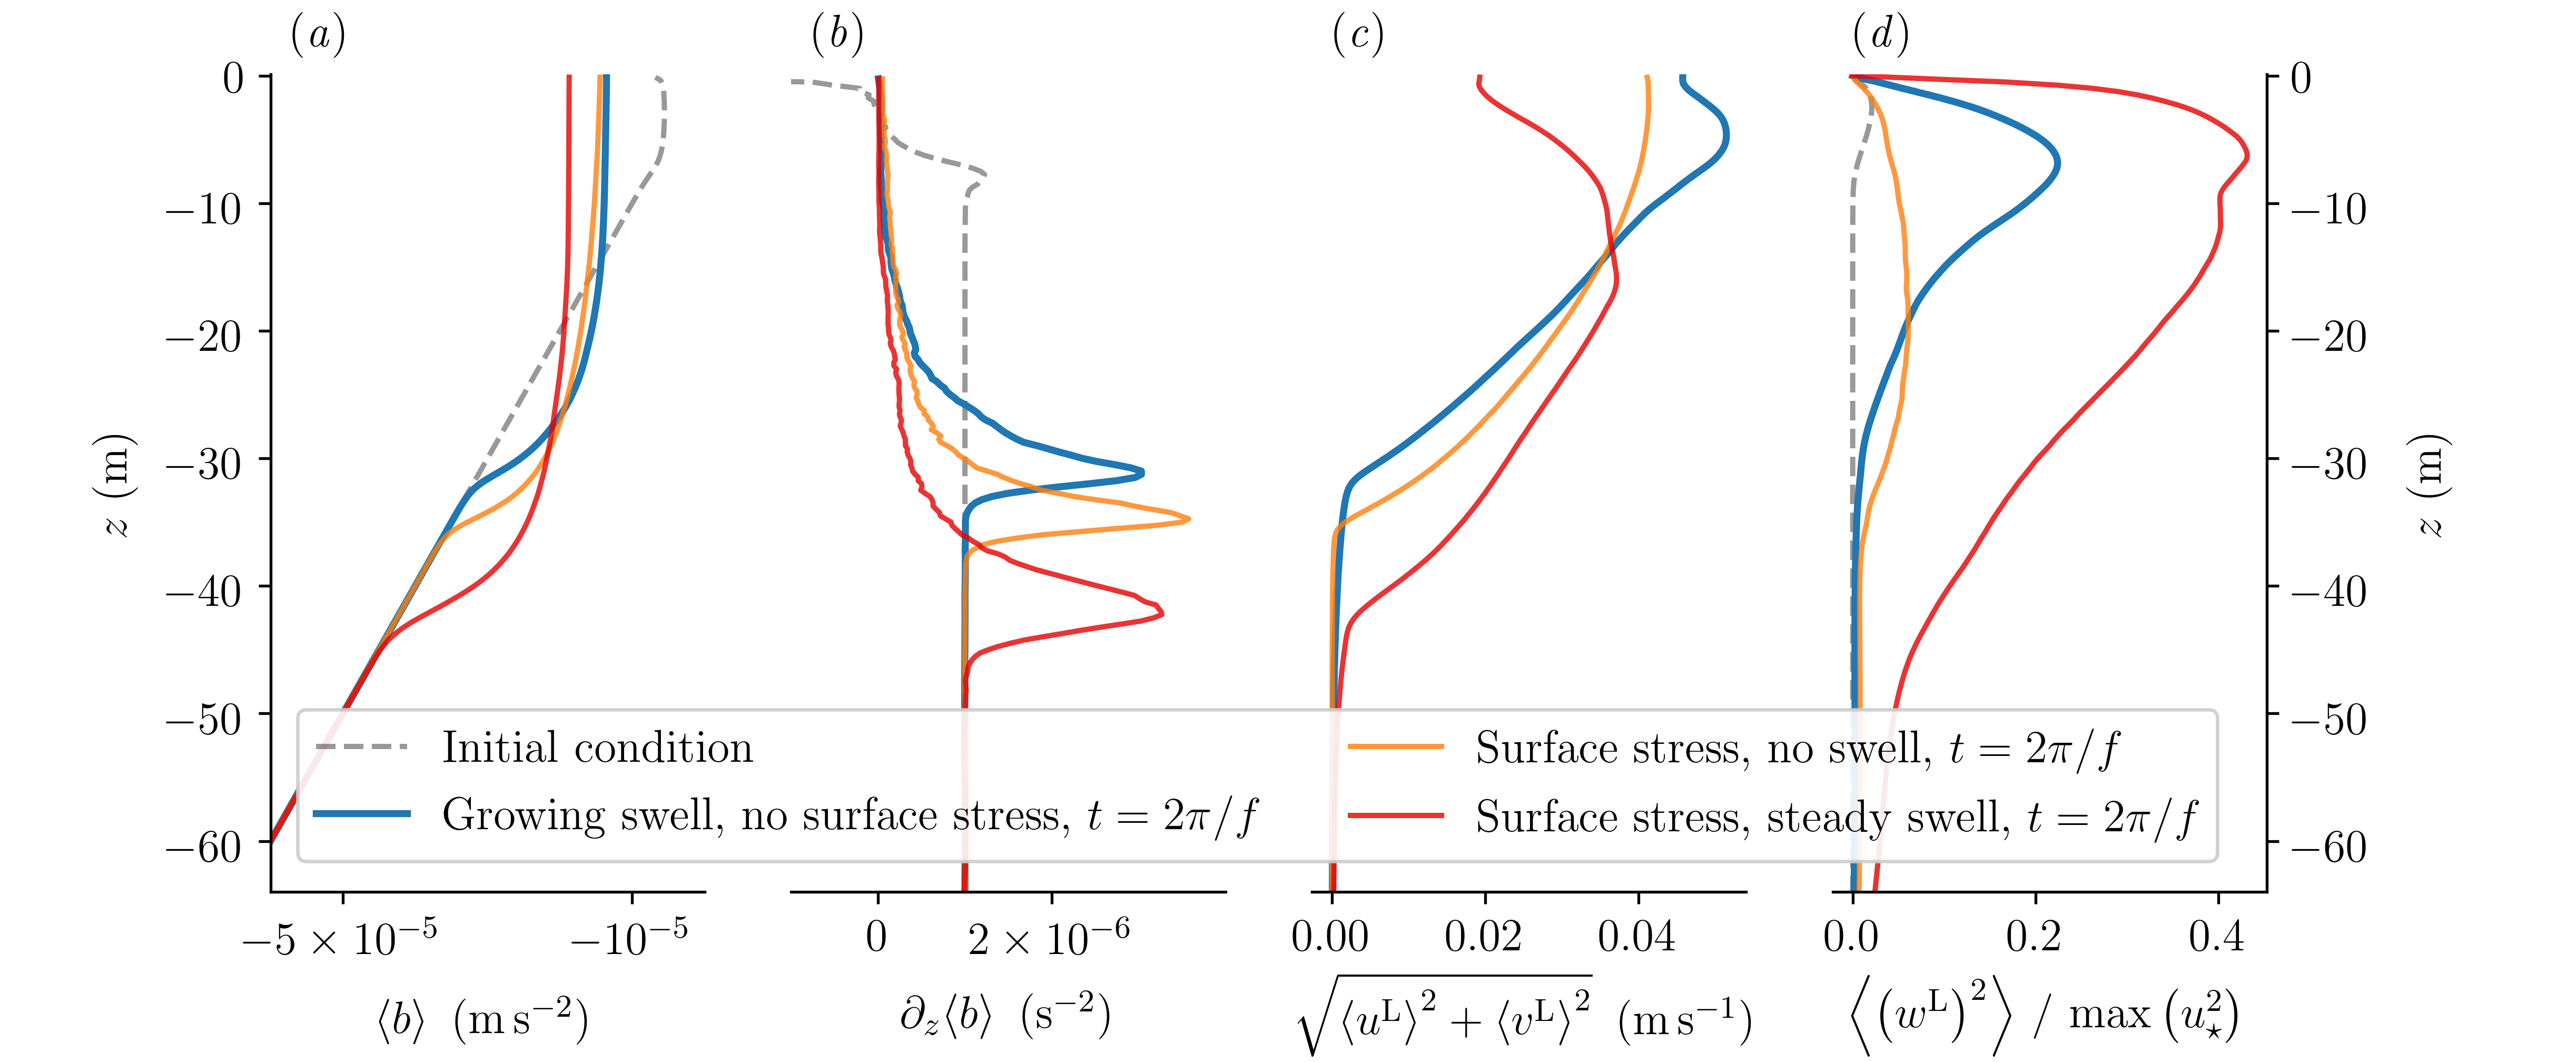 (a)
(b)
(c)
(d)
0
−10
−20
−30
−40
−50
−60
z (m)
0
−10
−20
−30
−40
−50
−60
z (m)
Initial condition
Growing swell, no surface stress, t = 2π/f
Surface stress, no swell, t = 2π/f
Surface stress, steady swell, t = 2π/f
−5 × 10⁻⁵ −10⁻⁵
0 2 × 10⁻⁶
0.00 0.02 0.04
0.0 0.2 0.4
⟨b⟩ (m s⁻²)
∂_z⟨b⟩ (s⁻²)
√(⟨u^L⟩² + ⟨v^L⟩²) (m s⁻¹)
⟨(w^L)²⟩ / max (u_⋆²)